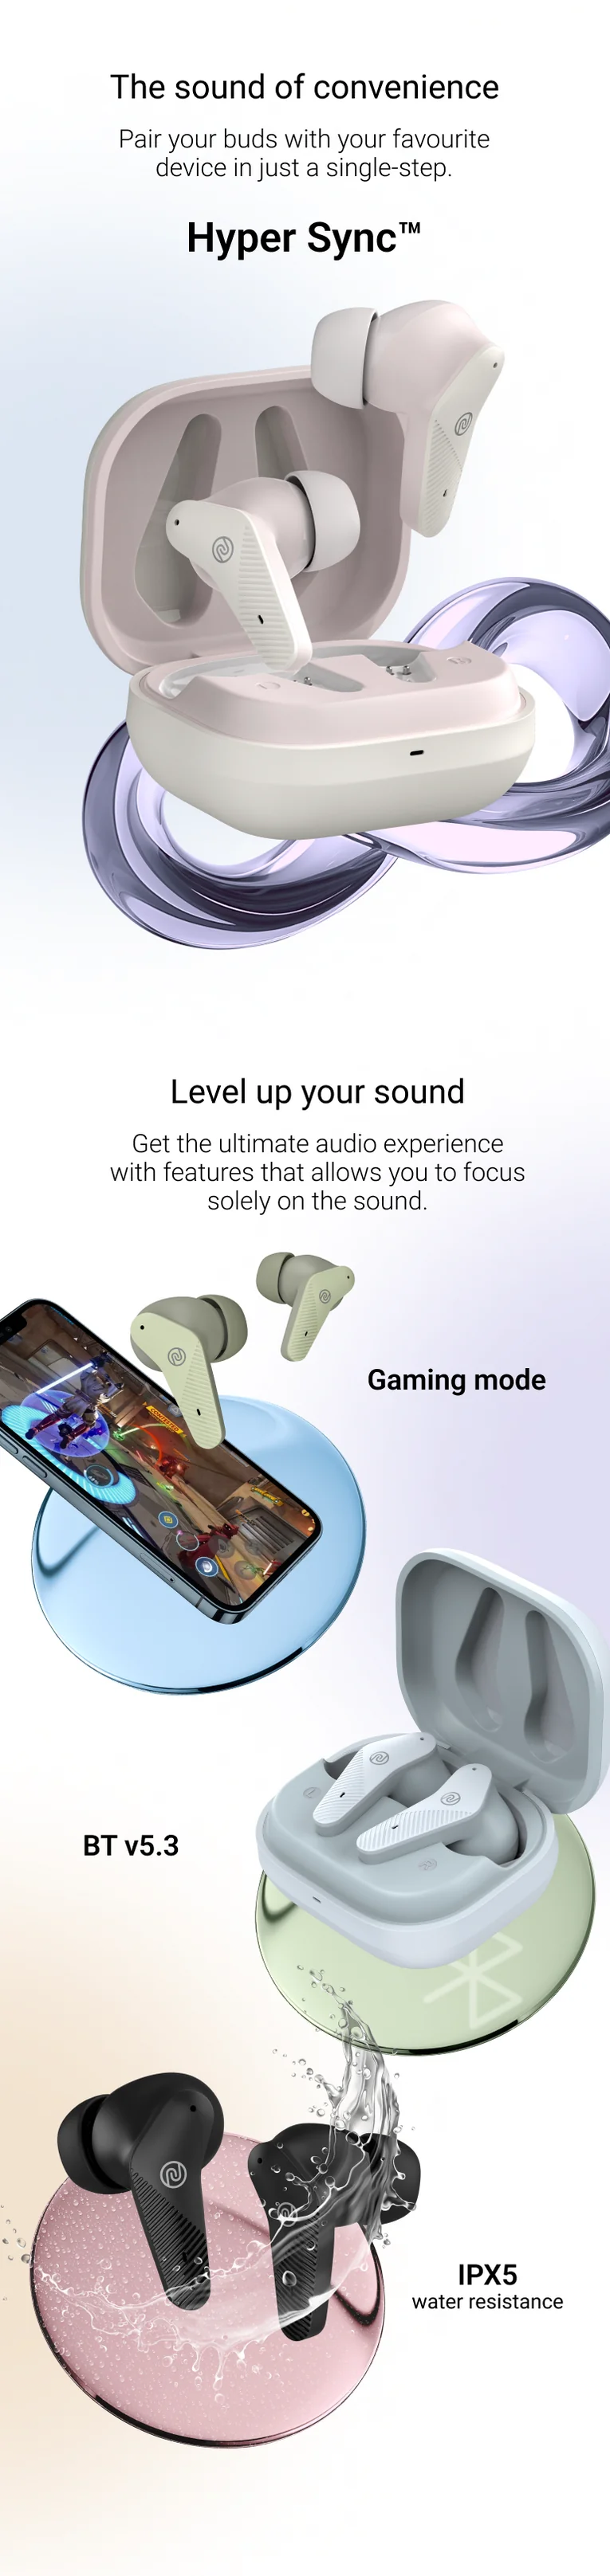 The sound of convenience
Pair your buds with your favourite
device in just a single-step.
Hyper Sync™
Level up your sound
Get the ultimate audio experience
with features that allows you to focus
solely on the sound.
Gaming mode
CONTESTED
BT v5.3
IPX5
water resistance